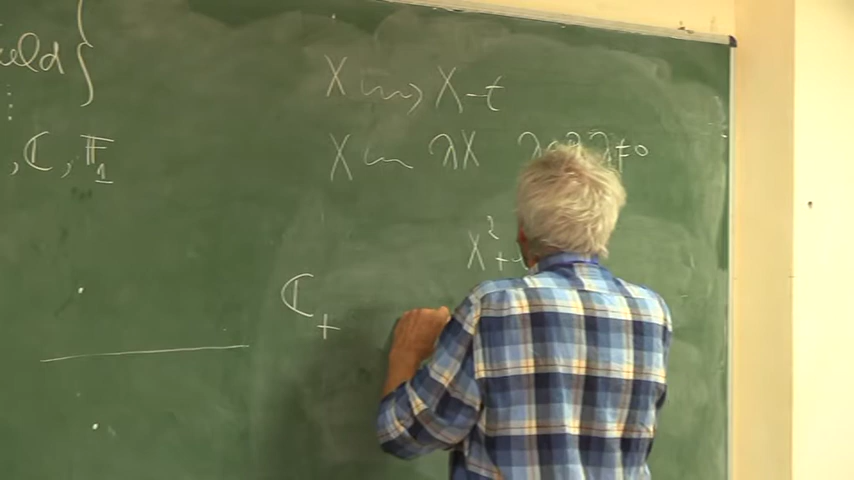 eld }
, ℂ, 𝔽₁
X ⇝ X-t
X ⇝ λX λ λ≠0
X² +
ℂ₊